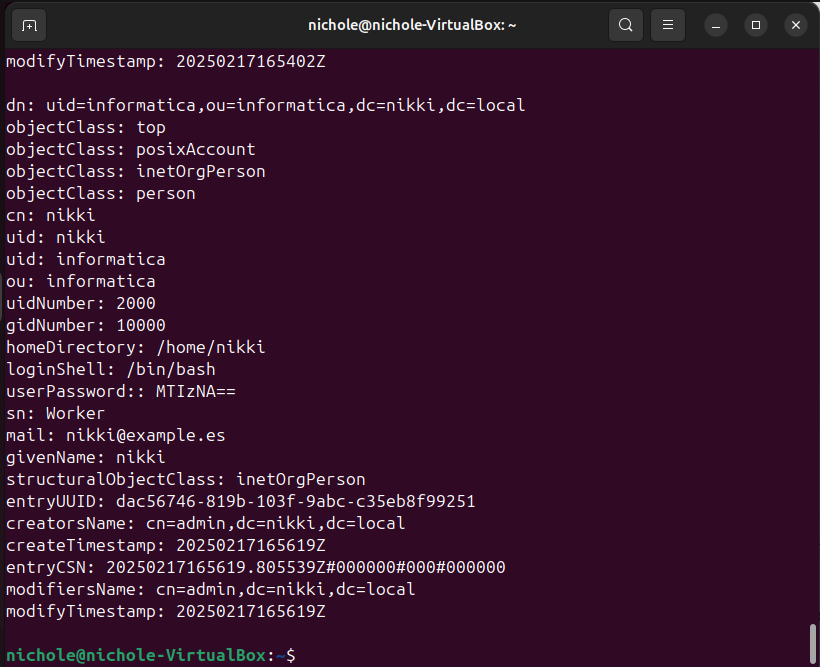 nichole@nichole-VirtualBox: ~
modifyTimestamp: 20250217165402Z
dn: uid=informatica,ou=informatica,dc=nikki,dc=local
objectClass: top
objectClass: posixAccount
objectClass: inetOrgPerson
objectClass: person
cn: nikki
uid: nikki
uid: informatica
ou: informatica
uidNumber: 2000
gidNumber: 10000
homeDirectory: /home/nikki
loginShell: /bin/bash
userPassword:: MTIzNA==
sn: Worker
mail: nikki@example.es
givenName: nikki
structuralObjectClass: inetOrgPerson
entryUUID: dac56746-819b-103f-9abc-c35eb8f99251
creatorsName: cn=admin,dc=nikki,dc=local
createTimestamp: 20250217165619Z
entryCSN: 20250217165619.805539Z#000000#000#000000
modifiersName: cn=admin,dc=nikki,dc=local
modifyTimestamp: 20250217165619Z
nichole@nichole-VirtualBox:~$